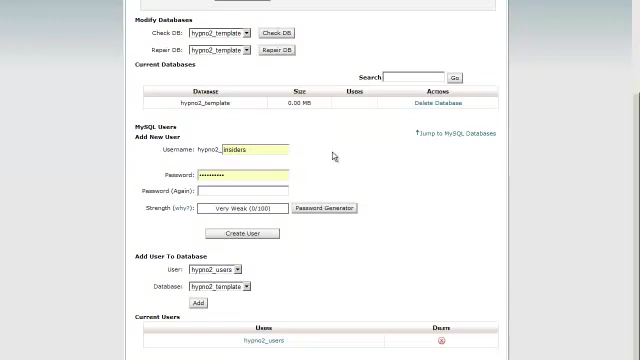 Modify Databases
Check DB: hypno2_template Check DB
Repair DB: hypno2_template Repair DB
Current Databases
Search Go
DATABASE SIZE USERS ACTIONS
hypno2_template 0.00 MB Delete Database
MySQL Users
↑Jump to MySQL Databases
Add New User
Username: hypno2_ insiders
Password: ••••••••••
Password (Again):
Strength (why?): Very Weak (0/100) Password Generator
Create User
Add User To Database
User: hypno2_users
Database: hypno2_template
Add
Current Users
USERS DELETE
hypno2_users